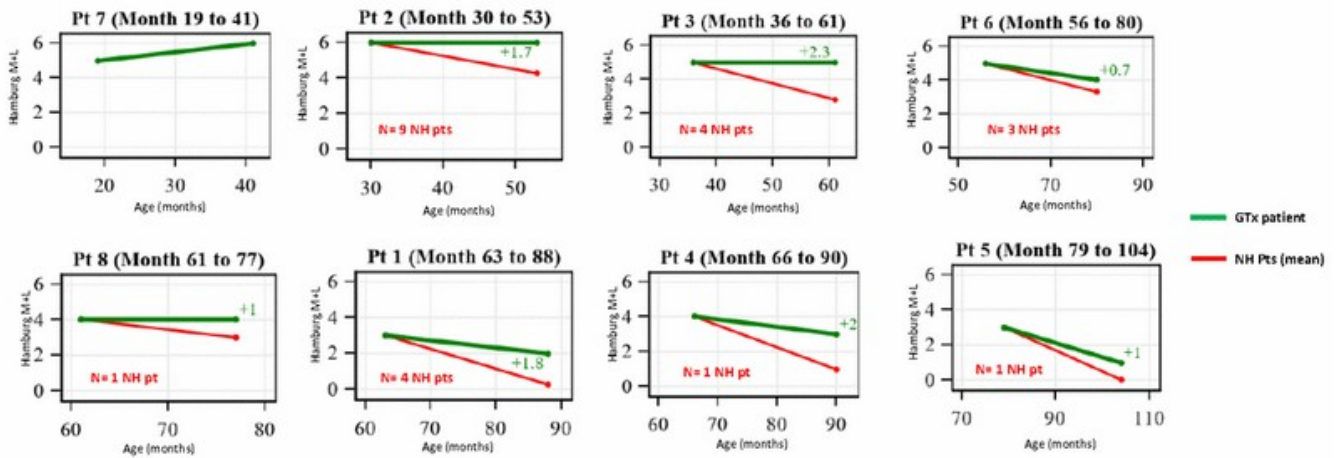 Pt 7 (Month 19 to 41)
Hamburg M+L
6
4
2
0
20 30 40
Age (months)
Pt 2 (Month 30 to 53)
Hamburg M+L
6
4
2
0
+1.7
N= 9 NH pts
30 40 50
Age (months)
Pt 3 (Month 36 to 61)
Hamburg M+L
6
4
2
0
+2.3
N= 4 NH pts
30 40 50 60
Age (months)
Pt 6 (Month 56 to 80)
Hamburg M+L
6
4
2
0
+0.7
N= 3 NH pts
50 70 90
Age (months)
GTx patient
NH Pts (mean)
Pt 8 (Month 61 to 77)
Hamburg M+L
6
4
2
0
+1
N= 1 NH pt
60 70 80
Age (months)
Pt 1 (Month 63 to 88)
Hamburg M+L
6
4
2
0
+1.8
N= 4 NH pts
60 70 80 90
Age (months)
Pt 4 (Month 66 to 90)
Hamburg M+L
6
4
2
0
+2
N= 1 NH pt
60 70 80 90
Age (months)
Pt 5 (Month 79 to 104)
Hamburg M+L
6
4
2
0
+1
N= 1 NH pt
70 90 110
Age (months)